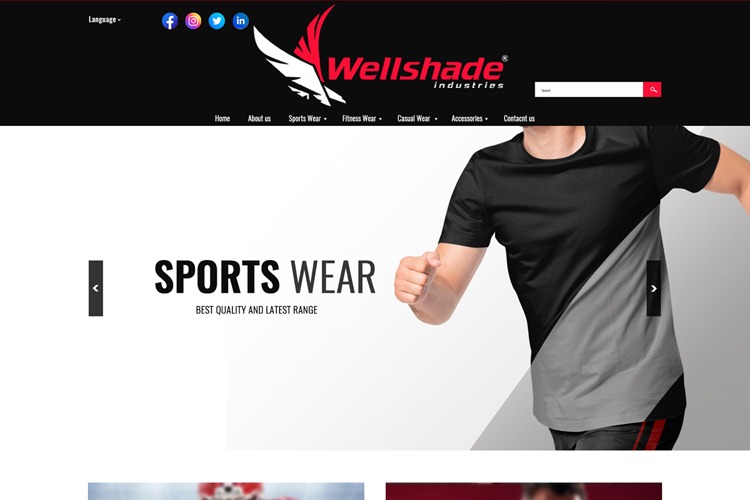 Language
Wellshade®
industries
Search
Home About us Sports Wear Fitness Wear Casual Wear Accessories Contacnt us
SPORTS WEAR
BEST QUALITY AND LATEST RANGE